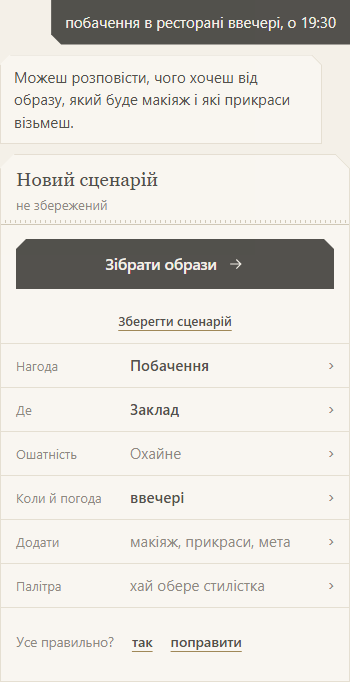 побачення в ресторані ввечері, о 19:30
Можеш розповісти, чого хочеш від
образу, який буде макіяж і які прикраси
візьмеш.
Новий сценарій
не збережений
Зібрати образи →
Зберегти сценарій
Нагода Побачення ›
Де Заклад ›
Ошатність Охайне ›
Коли й погода ввечері ›
Додати макіяж, прикраси, мета ›
Палітра хай обере стилістка ›
Усе правильно? так поправити